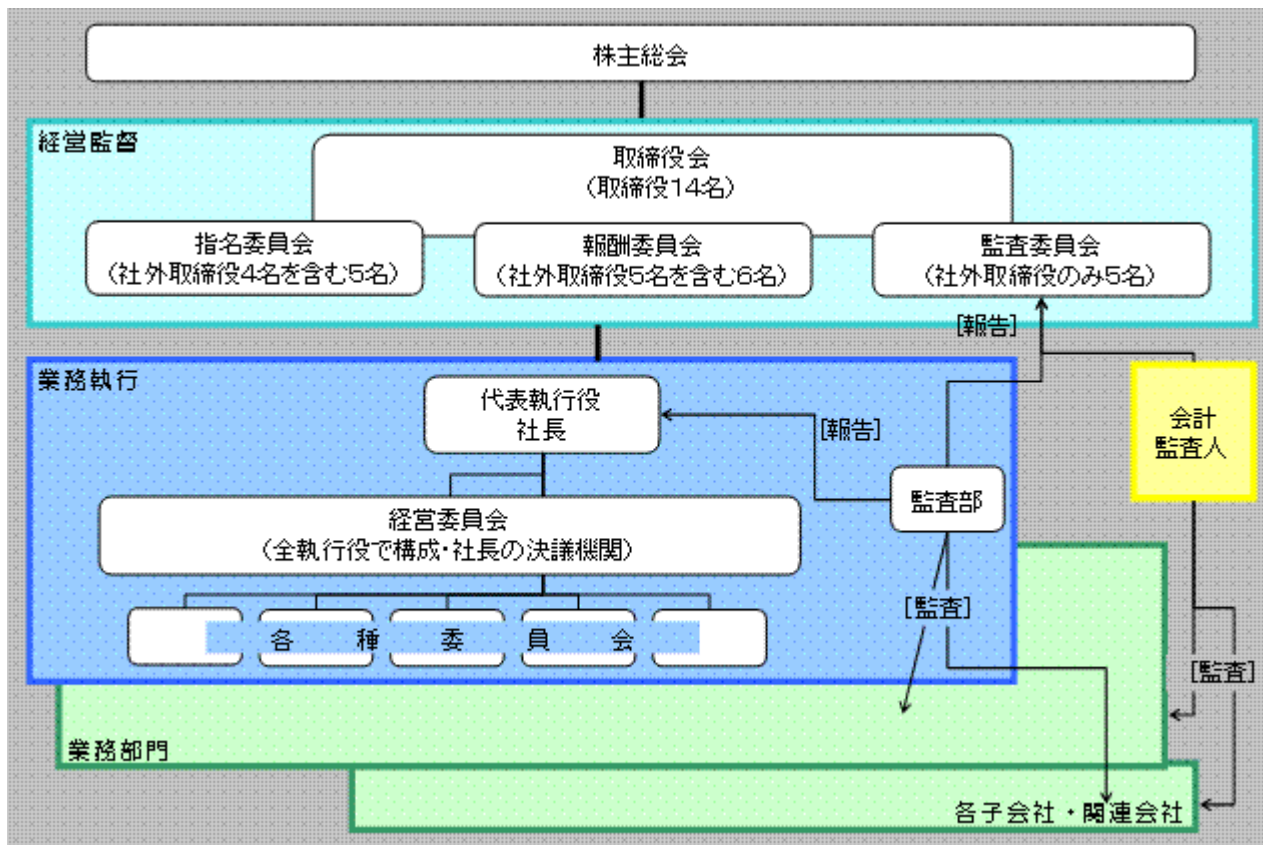 株主総会
経営監督
取締役会
(取締役14名)
指名委員会
(社外取締役4名を含む5名)
報酬委員会
(社外取締役5名を含む6名)
監査委員会
(社外取締役のみ5名)
[報告]
業務執行
代表執行役
社長
[報告]
会計
監査人
監査部
経営委員会
(全執行役で構成・社長の決議機関)
[監査]
各種委員会
[監査]
業務部門
各子会社・関連会社